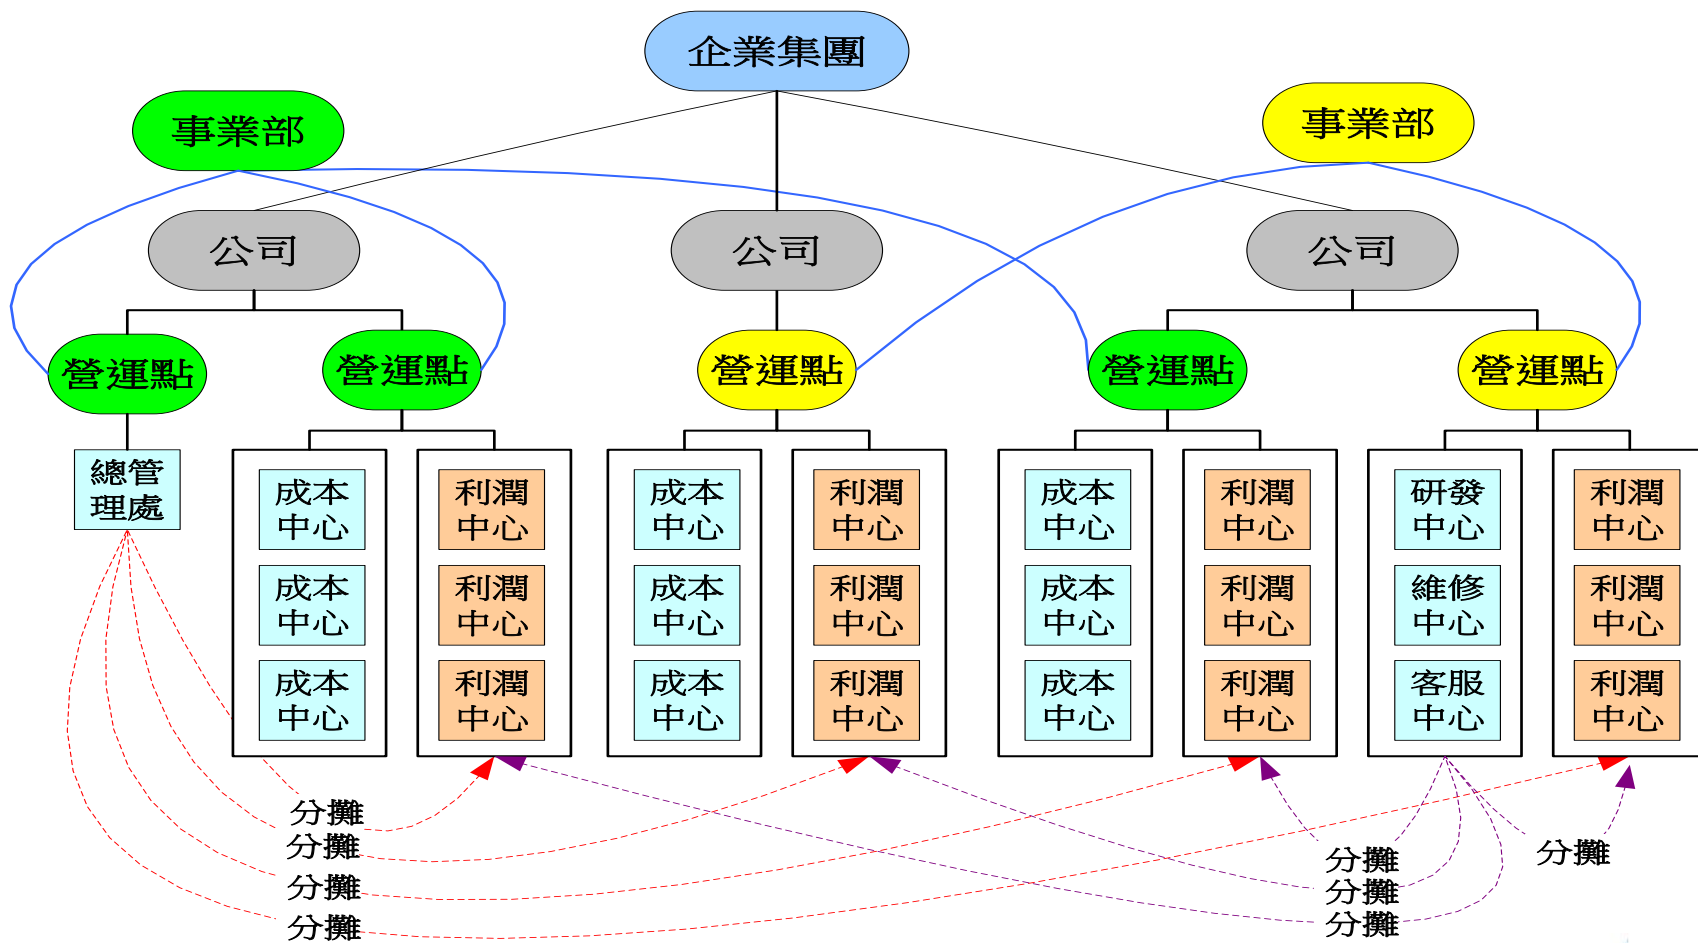 企業集團
事業部
事業部
公司
公司
公司
營運點
營運點
營運點
營運點
營運點
總管
理處
成本
中心
利潤
中心
成本
中心
利潤
中心
成本
中心
利潤
中心
研發
中心
利潤
中心
成本
中心
利潤
中心
成本
中心
利潤
中心
成本
中心
利潤
中心
維修
中心
利潤
中心
成本
中心
利潤
中心
成本
中心
利潤
中心
成本
中心
利潤
中心
客服
中心
利潤
中心
分攤
分攤
分攤
分攤
分攤
分攤
分攤
分攤